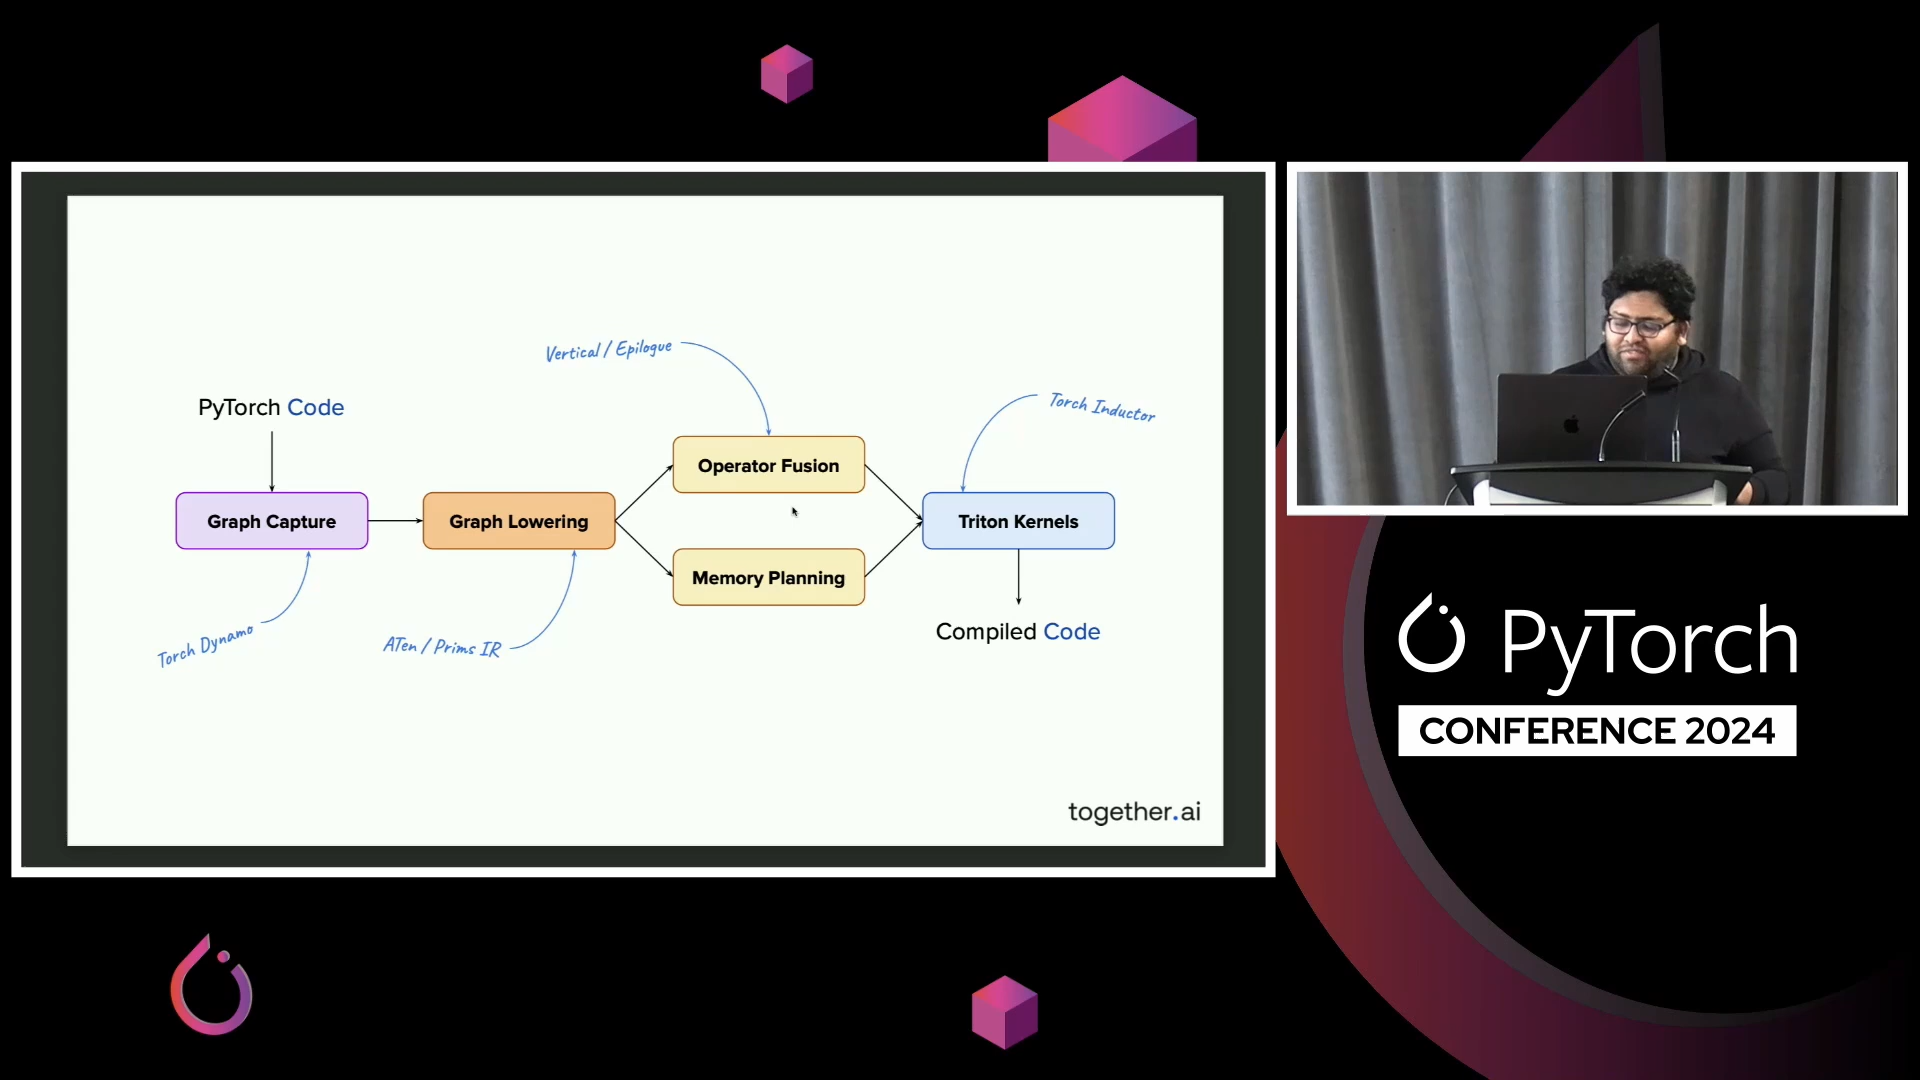 Vertical / Epilogue
Torch Inductor
PyTorch Code
Operator Fusion
Graph Capture
Graph Lowering
Triton Kernels
Memory Planning
Torch Dynamo
ATen / Prims IR
Compiled Code
together.ai
PyTorch
CONFERENCE 2024